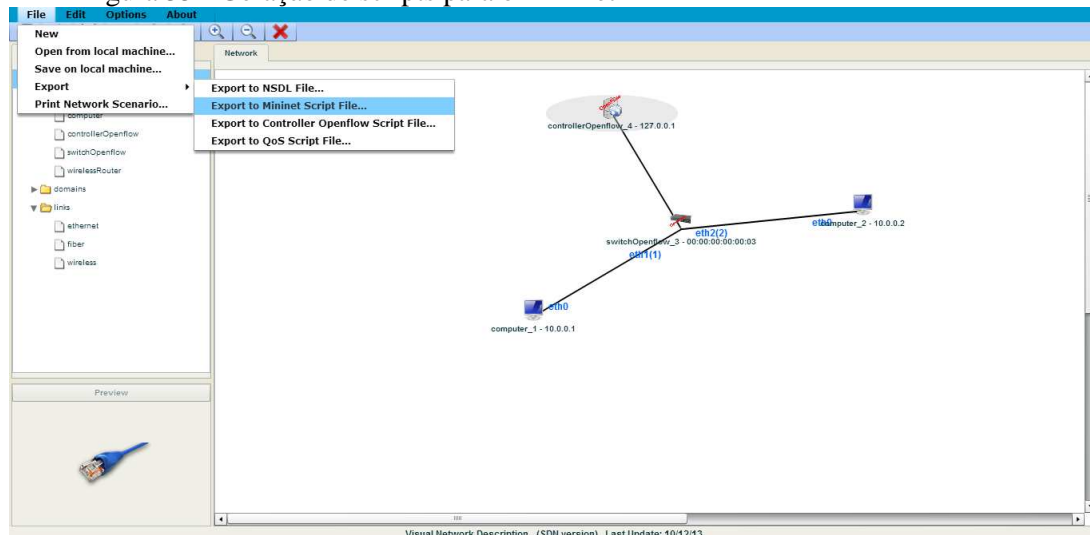 File Edit Options About
New
Open from local machine...
Save on local machine...
Export
Print Network Scenario...
Export to NSDL File...
Export to Mininet Script File...
Export to Controller Openflow Script File...
Export to QoS Script File...
Network
computer
controllerOpenflow
switchOpenflow
wirelessRouter
domains
links
ethernet
fiber
wireless
Preview
controllerOpenflow_4 - 127.0.0.1
eth0
computer_2 - 10.0.0.2
eth2(2)
switchOpenflow_3 - 00:00:00:00:00:03
eth1(1)
eth0
computer_1 - 10.0.0.1
Visual Network Description (SDN version) Last Update: 10/12/13